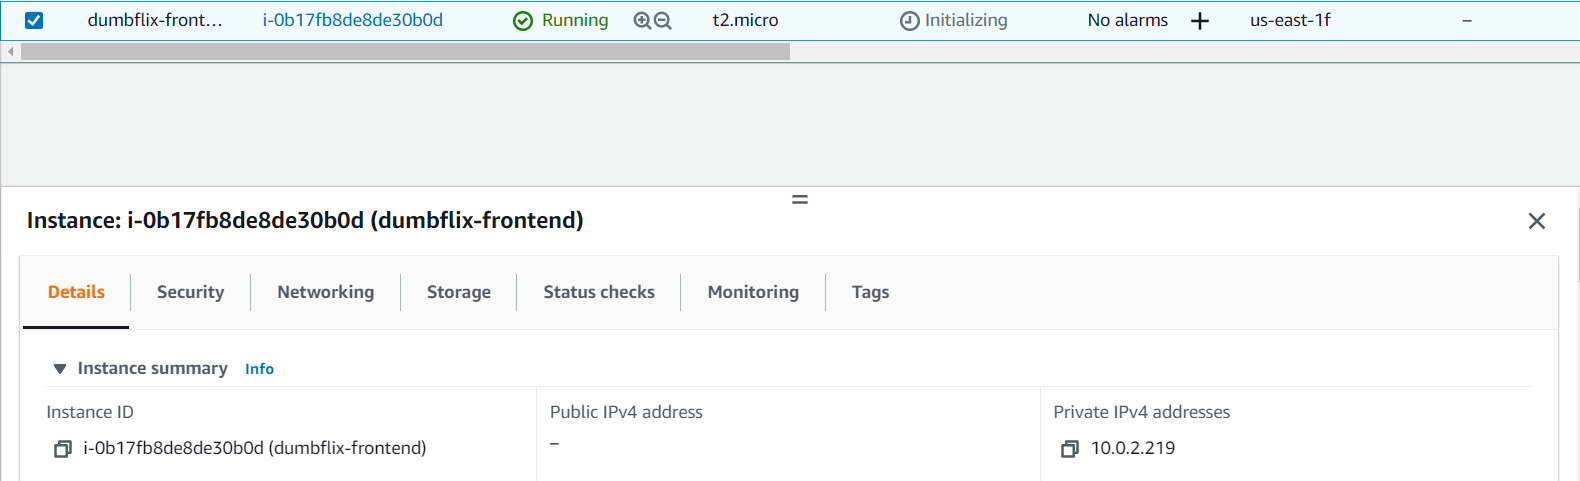 dumbflix-front... i-0b17fb8de8de30b0d Running t2.micro Initializing No alarms + us-east-1f –
Instance: i-0b17fb8de8de30b0d (dumbflix-frontend)
Details Security Networking Storage Status checks Monitoring Tags
Instance summary Info
Instance ID Public IPv4 address Private IPv4 addresses
i-0b17fb8de8de30b0d (dumbflix-frontend) – 10.0.2.219